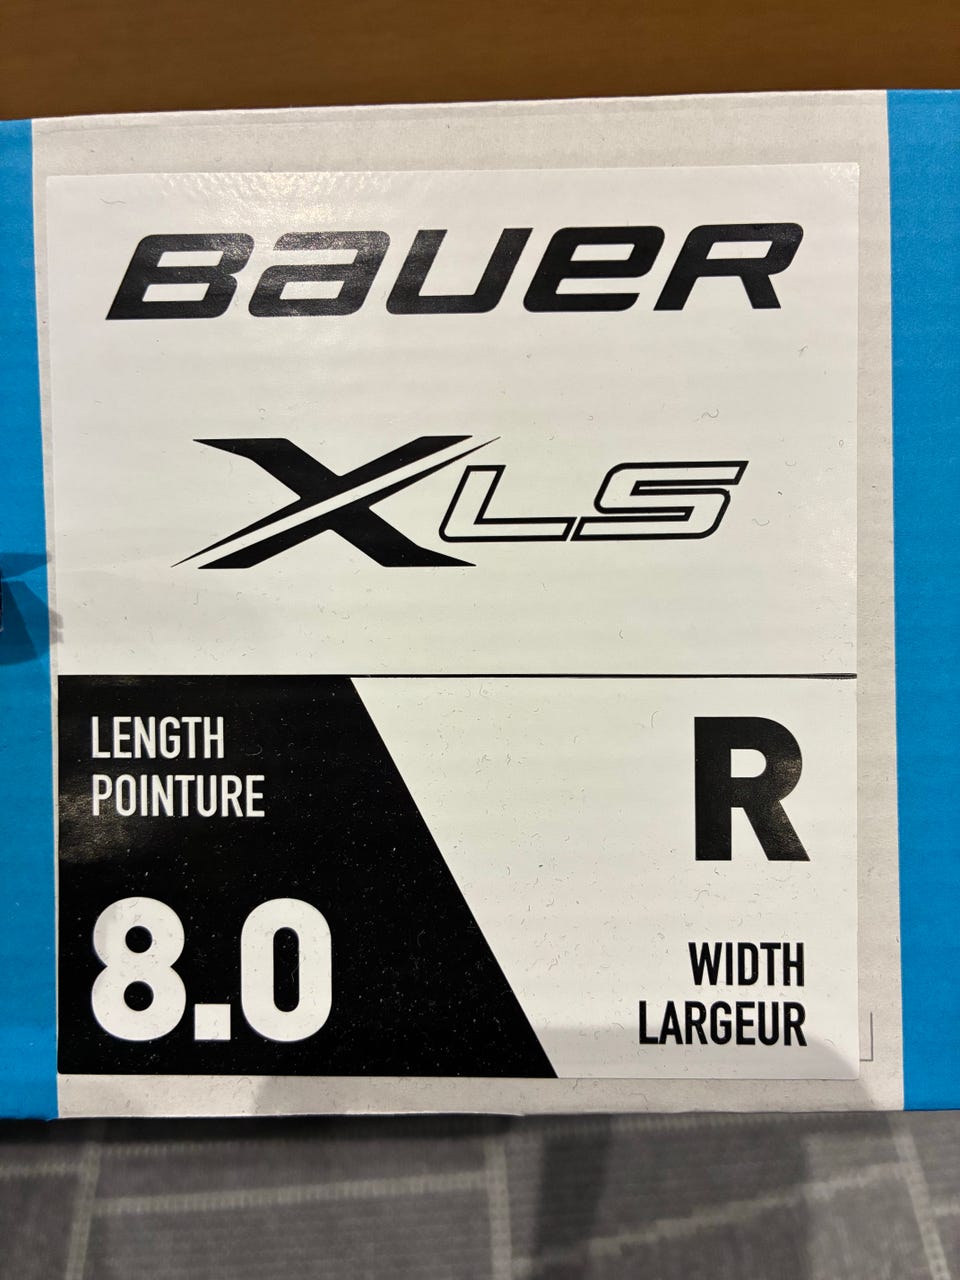 BAUER
XLS
LENGTH
POINTURE
8.0
R
WIDTH
LARGEUR